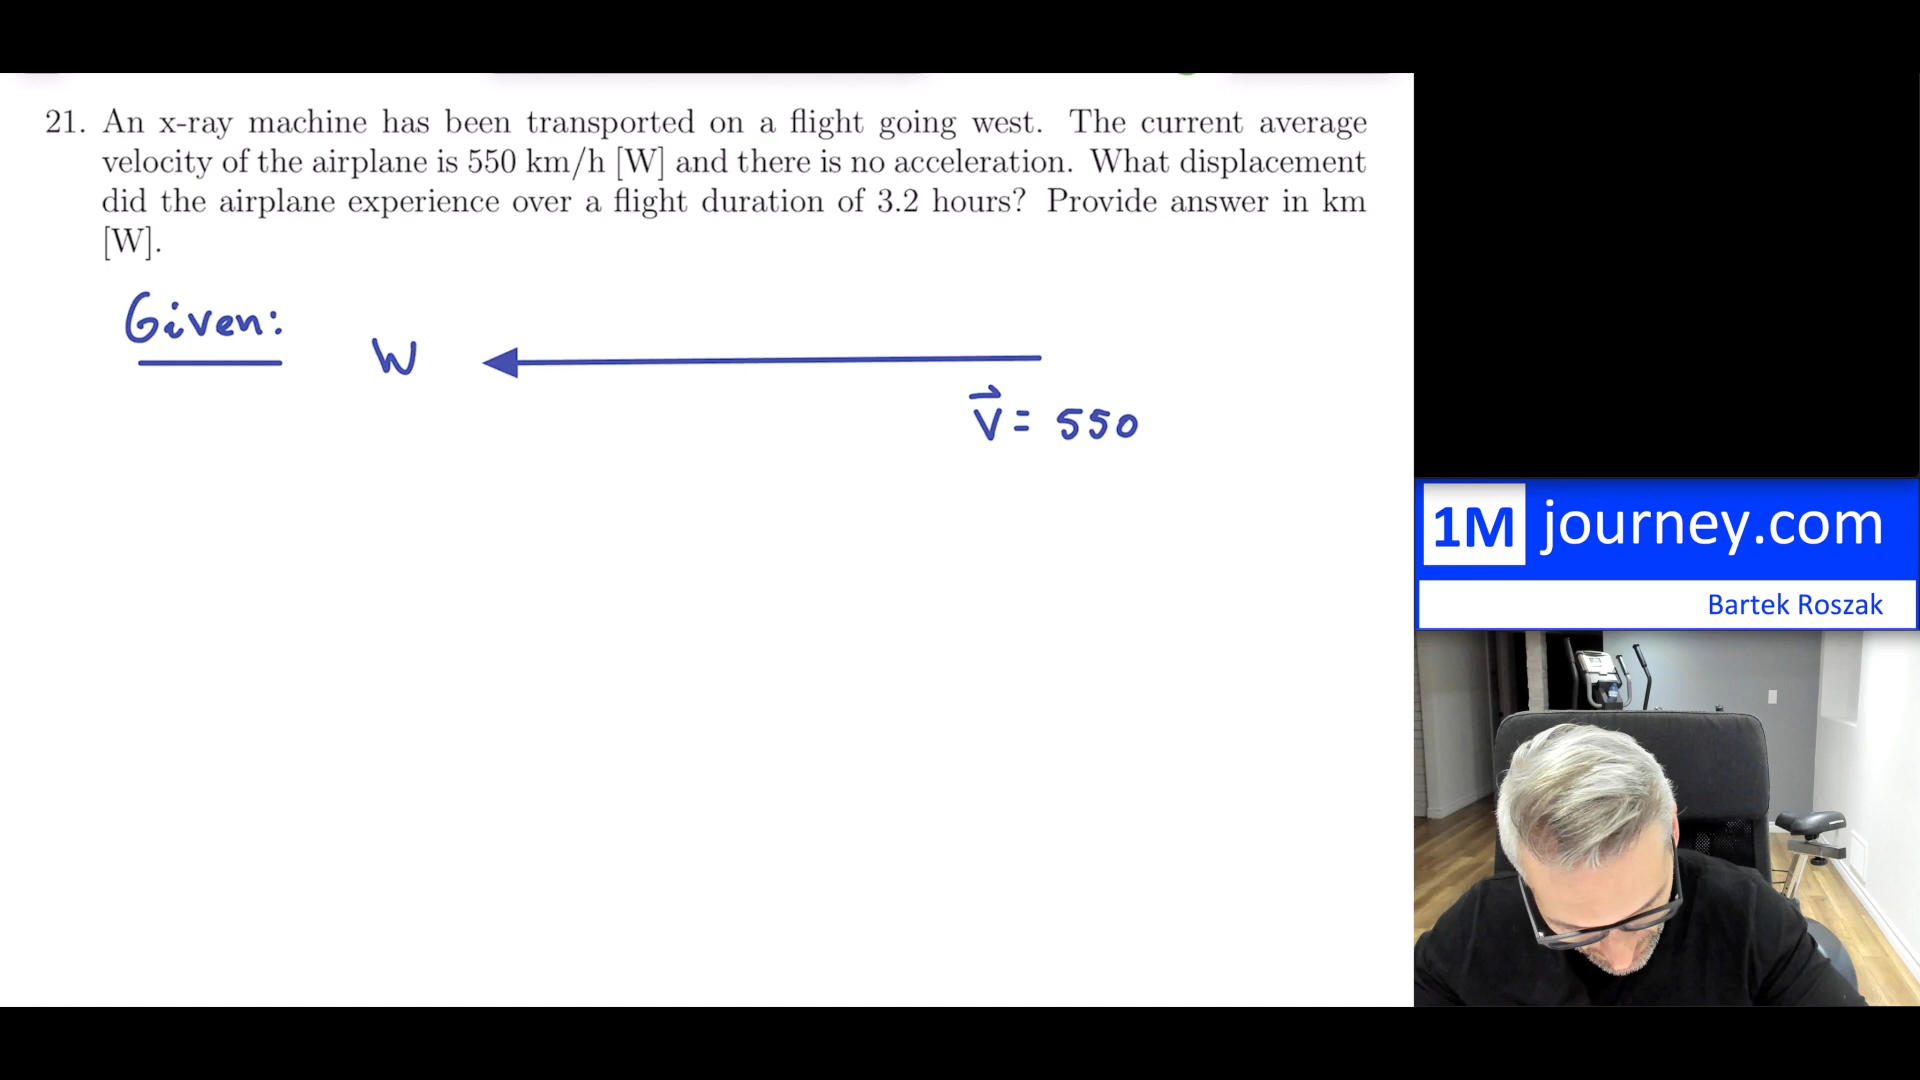 21. An x-ray machine has been transported on a flight going west. The current average
velocity of the airplane is 550 km/h [W] and there is no acceleration. What displacement
did the airplane experience over a flight duration of 3.2 hours? Provide answer in km
[W].
Given:
W
v⃗ = 550
1M journey.com
Bartek Roszak